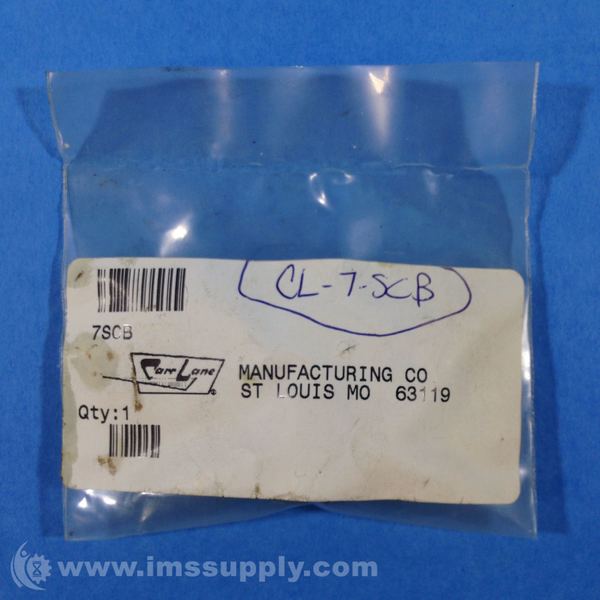 CL-7-SCB
7SCB
Carr Lane ®
MANUFACTURING CO
ST LOUIS MO 63119
Qty:1
www.imssupply.com